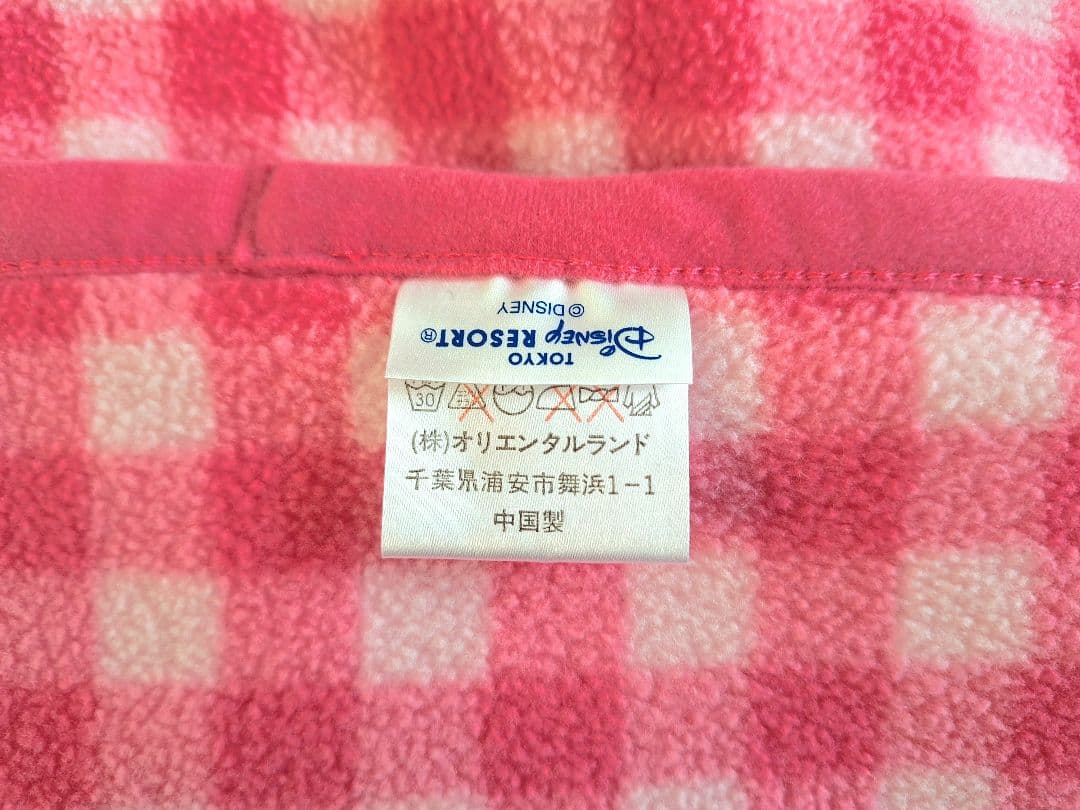 TOKYO
Disney RESORT®
© DISNEY
30
(株)オリエンタルランド
千葉県浦安市舞浜1-1
中国製